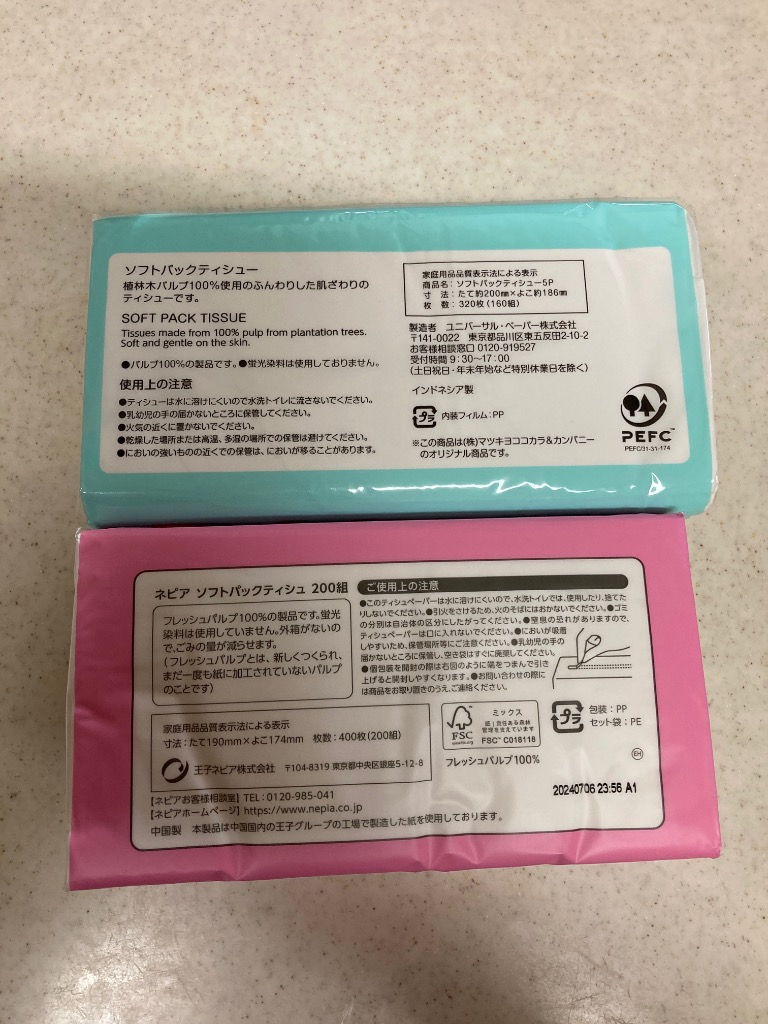 ソフトパックティシュー
植林木パルプ100%使用のふんわりした肌ざわりの
ティシューです。
SOFT PACK TISSUE
Tissues made from 100% pulp from plantation trees.
Soft and gentle on the skin.
●パルプ100%の製品です。●蛍光染料は使用しておりません。
使用上の注意
●ティシューは水に溶けにくいので水洗トイレに流さないでください。
●乳幼児の手の届かないところに保管してください。
●火気の近くに置かないでください。
●乾燥した場所または高温、多湿の場所での保管は避けてください。
●においの強いものの近くでの保管は、においが移ることがあります。
家庭用品品質表示法による表示
商品名:ソフトパックティシュー5P
寸 法:たて約200mm×よこ約186mm
枚 数:320枚(160組)
製造者 ユニバーサル・ペーパー株式会社
〒141-0022 東京都品川区東五反田2-10-2
お客様相談窓口 0120-919527
受付時間 9:30〜17:00
(土日祝日・年末年始など特別休業日を除く)
インドネシア製
プラ 内装フィルム:PP
※この商品は(株)マツキヨココカラ&カンパニー
のオリジナル商品です。
PEFC™
PEFC/31-31-174
ネピア ソフトパックティシュ 200組
フレッシュパルプ100%の製品です。蛍光
染料は使用していません。外箱がないの
で、ごみの量が減らせます。
(フレッシュパルプとは、新しくつくられ、
まだ一度も紙に加工されていないパルプ
のことです)
ご使用上の注意
●このティシュペーパーは水に溶けにくいので、水洗トイレでは、使用したり、捨てた
りしないでください。●引火をさけるため、火のそばにはおかないでください。●ゴミ
の分別は自治体の区分にしたがってください。●窒息の恐れがありますので、
ティシュペーパーは口に入れないでください。●においが吸着
しやすいため、保管場所等にご注意ください。●乳幼児の手の
届かないところに保管し、空き袋はすぐに廃棄してください。
●個包装を開封の際は右図のように端をつまんで引き
上げると開封しやすくなります。●お問い合わせの際に
は商品をお取り置きのうえ、ご連絡ください。
家庭用品品質表示法による表示
寸法:たて190mm×よこ174mm 枚数:400枚(200組)
王子ネピア株式会社 〒104-8319 東京都中央区銀座5-12-8
【ネピアお客様相談室】TEL:0120-985-041
【ネピアホームページ】https://www.nepia.co.jp
中国製 本製品は中国国内の王子グループの工場で製造した紙を使用しております。
FSC
www.fsc.org
ミックス
紙|責任ある森林
管理を支えています
FSC™ C018118
フレッシュパルプ100%
プラ
包装:PP
セット袋:PE
EH
20240706 23:56 A1